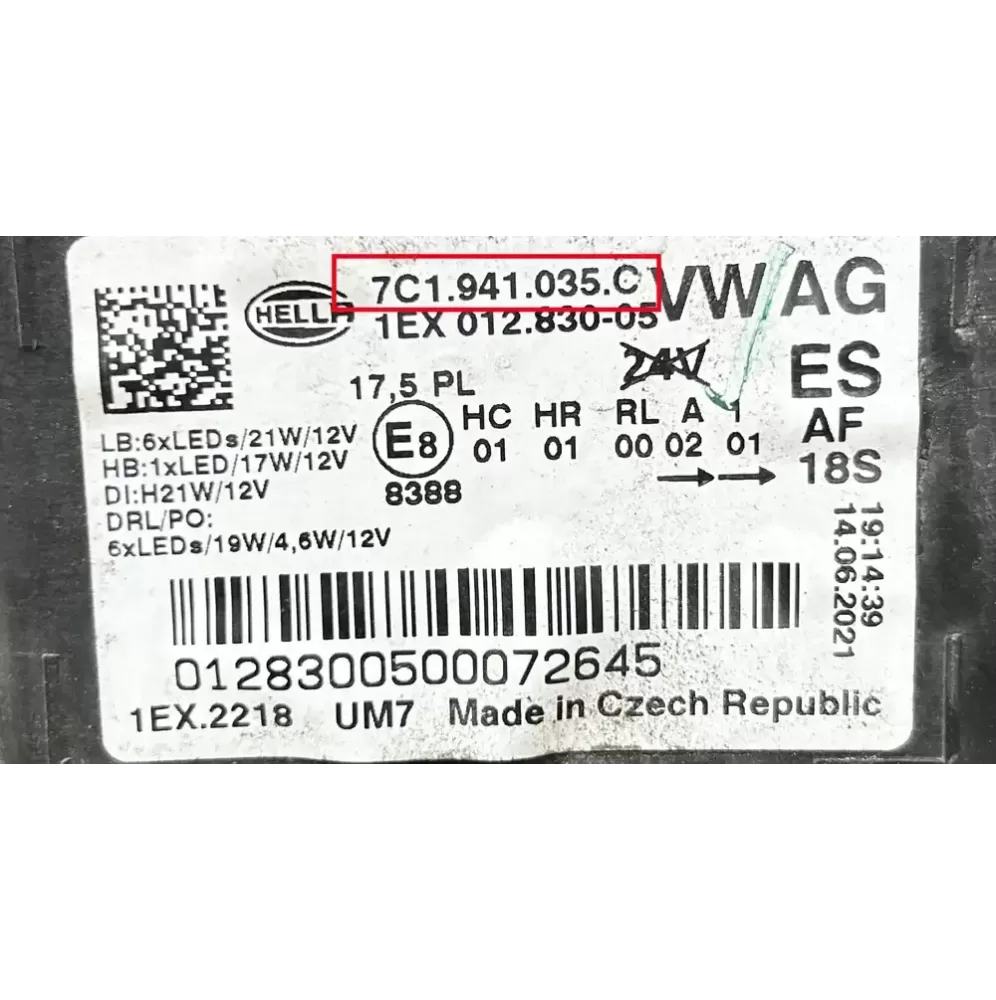 HELLA
7C1.941.035.C
VW AG
1EX 012.830-05
24V
ES
17,5 PL
E8
8388
HC HR RL A 1
01 01 00 02 01
AF
18S
LB:6xLEDs/21W/12V
HB:1xLED/17W/12V
DI:H21W/12V
DRL/PO:
6xLEDs/19W/4,6W/12V
19:14:39
14.06.2021
0128300500072645
1EX.2218 UM7 Made in Czech Republic